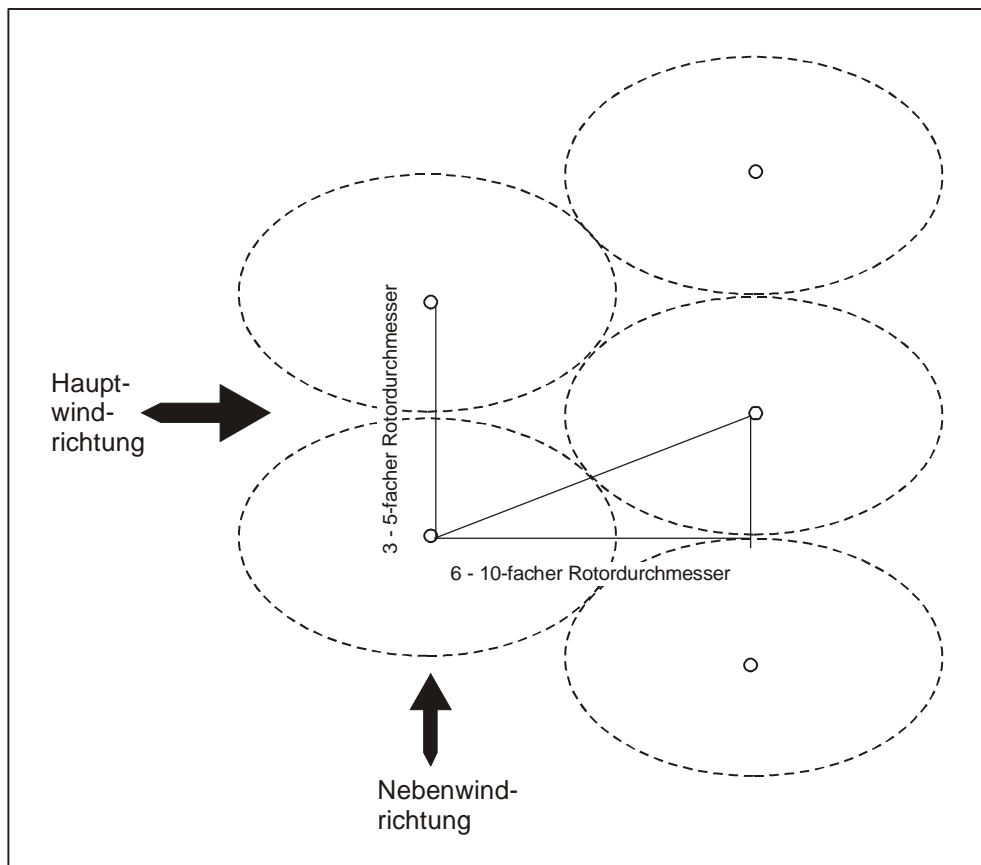 3 - 5-facher Rotordurchmesser
Haupt-
wind-
richtung
6 - 10-facher Rotordurchmesser
Nebenwind-
richtung